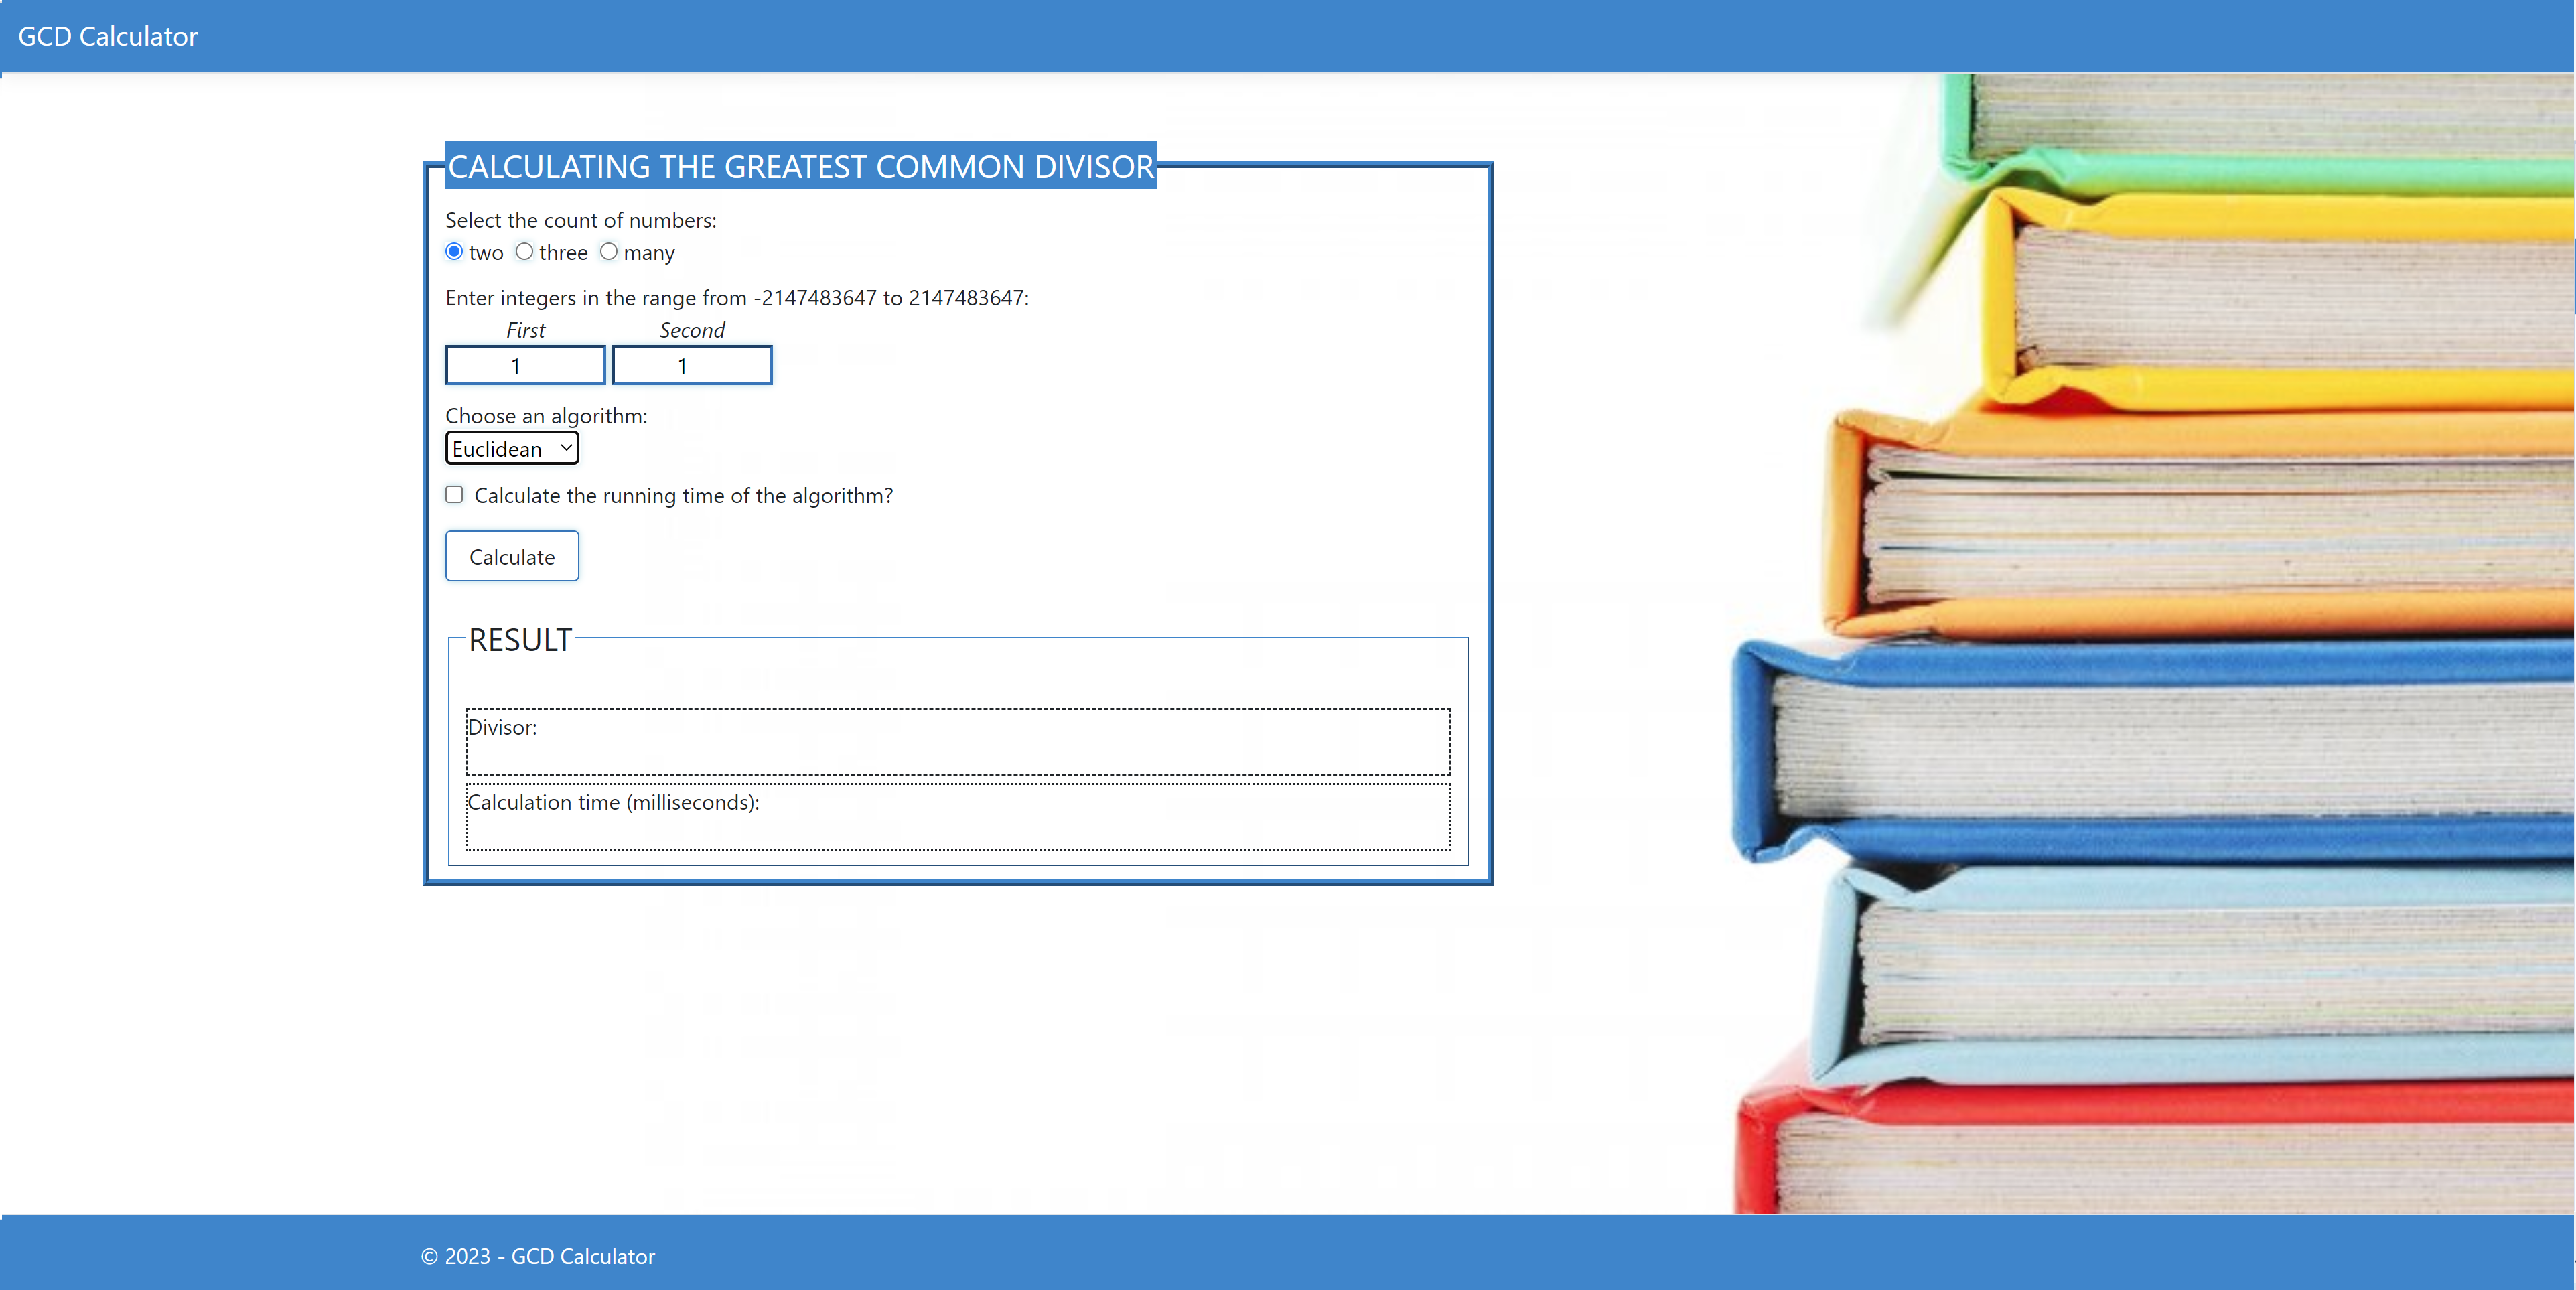 GCD Calculator
CALCULATING THE GREATEST COMMON DIVISOR
Select the count of numbers:
two three many
Enter integers in the range from -2147483647 to 2147483647:
First Second
1 1
Choose an algorithm:
Euclidean
Calculate the running time of the algorithm?
Calculate
RESULT
Divisor:
Calculation time (milliseconds):
© 2023 - GCD Calculator